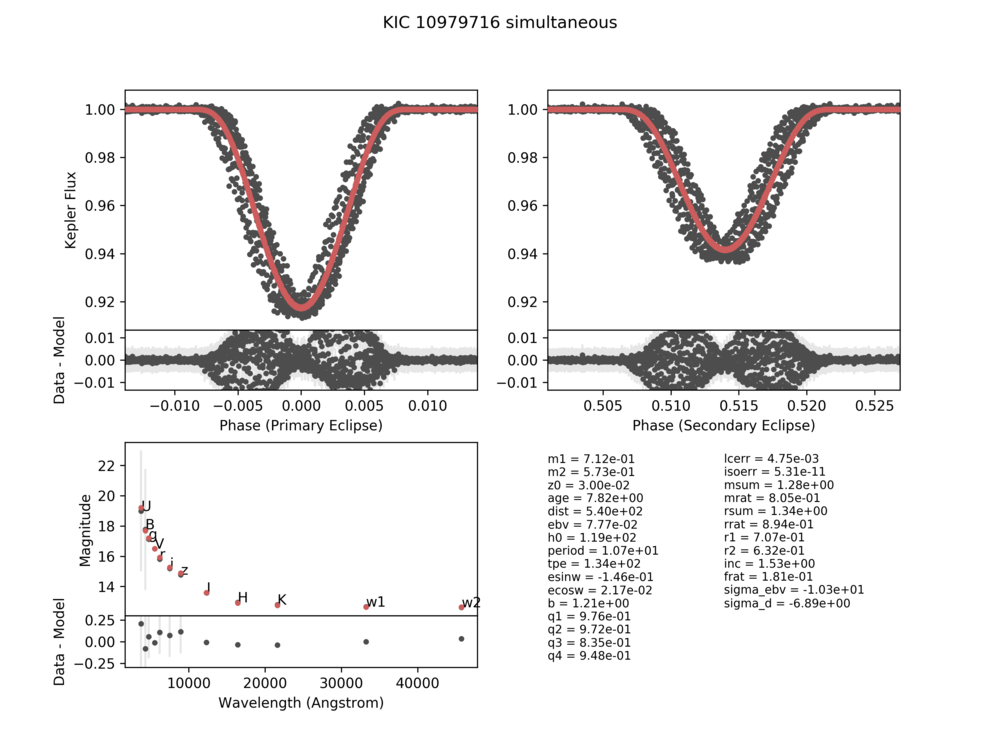 KIC 10979716 simultaneous
1.00
0.98
0.96
0.94
0.92
Kepler Flux
0.01
0.00
−0.01
Data - Model
−0.010
−0.005
0.000
0.005
0.010
Phase (Primary Eclipse)
1.00
0.98
0.96
0.94
0.92
0.01
0.00
−0.01
0.505
0.510
0.515
0.520
0.525
Phase (Secondary Eclipse)
22
20
18
16
14
Magnitude
U
B
g
V
r
i
z
J
H
K
w1
w2
0.25
0.00
−0.25
Data - Model
10000
20000
30000
40000
Wavelength (Angstrom)
m1 = 7.12e-01
m2 = 5.73e-01
z0 = 3.00e-02
age = 7.82e+00
dist = 5.40e+02
ebv = 7.77e-02
h0 = 1.19e+02
period = 1.07e+01
tpe = 1.34e+02
esinw = -1.46e-01
ecosw = 2.17e-02
b = 1.21e+00
q1 = 9.76e-01
q2 = 9.72e-01
q3 = 8.35e-01
q4 = 9.48e-01
lcerr = 4.75e-03
isoerr = 5.31e-11
msum = 1.28e+00
mrat = 8.05e-01
rsum = 1.34e+00
rrat = 8.94e-01
r1 = 7.07e-01
r2 = 6.32e-01
inc = 1.53e+00
frat = 1.81e-01
sigma_ebv = -1.03e+01
sigma_d = -6.89e+00